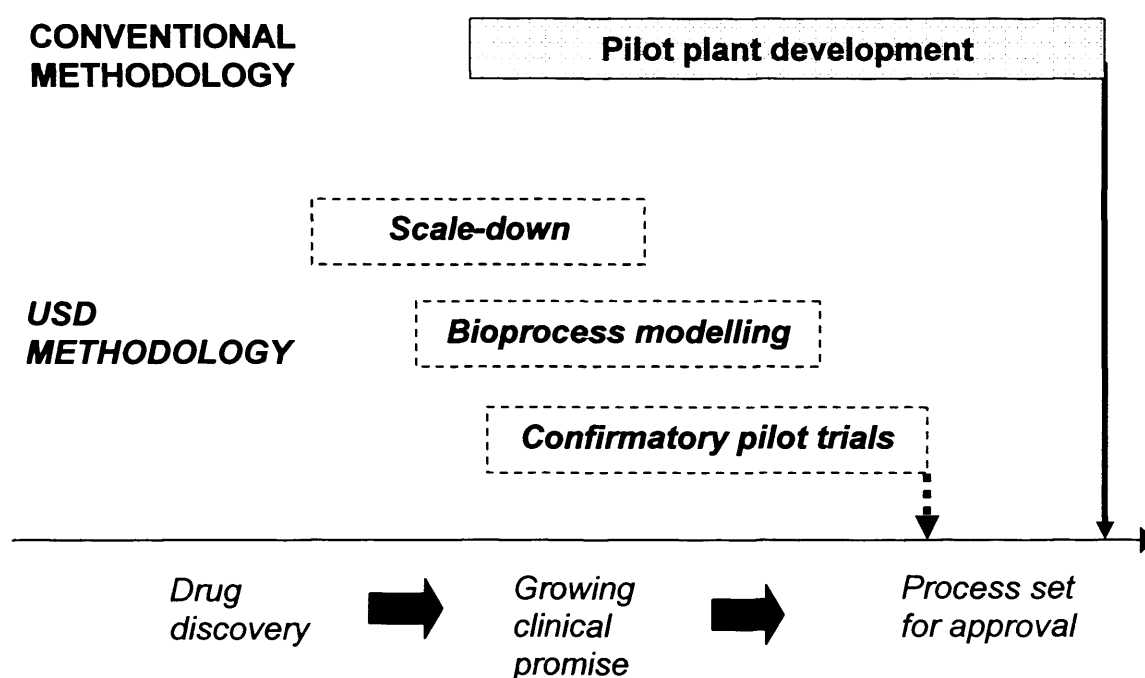 CONVENTIONAL
METHODOLOGY
Pilot plant development
Scale-down
USD
METHODOLOGY
Bioprocess modelling
Confirmatory pilot trials
Drug
discovery
Growing
clinical
promise
Process set
for approval